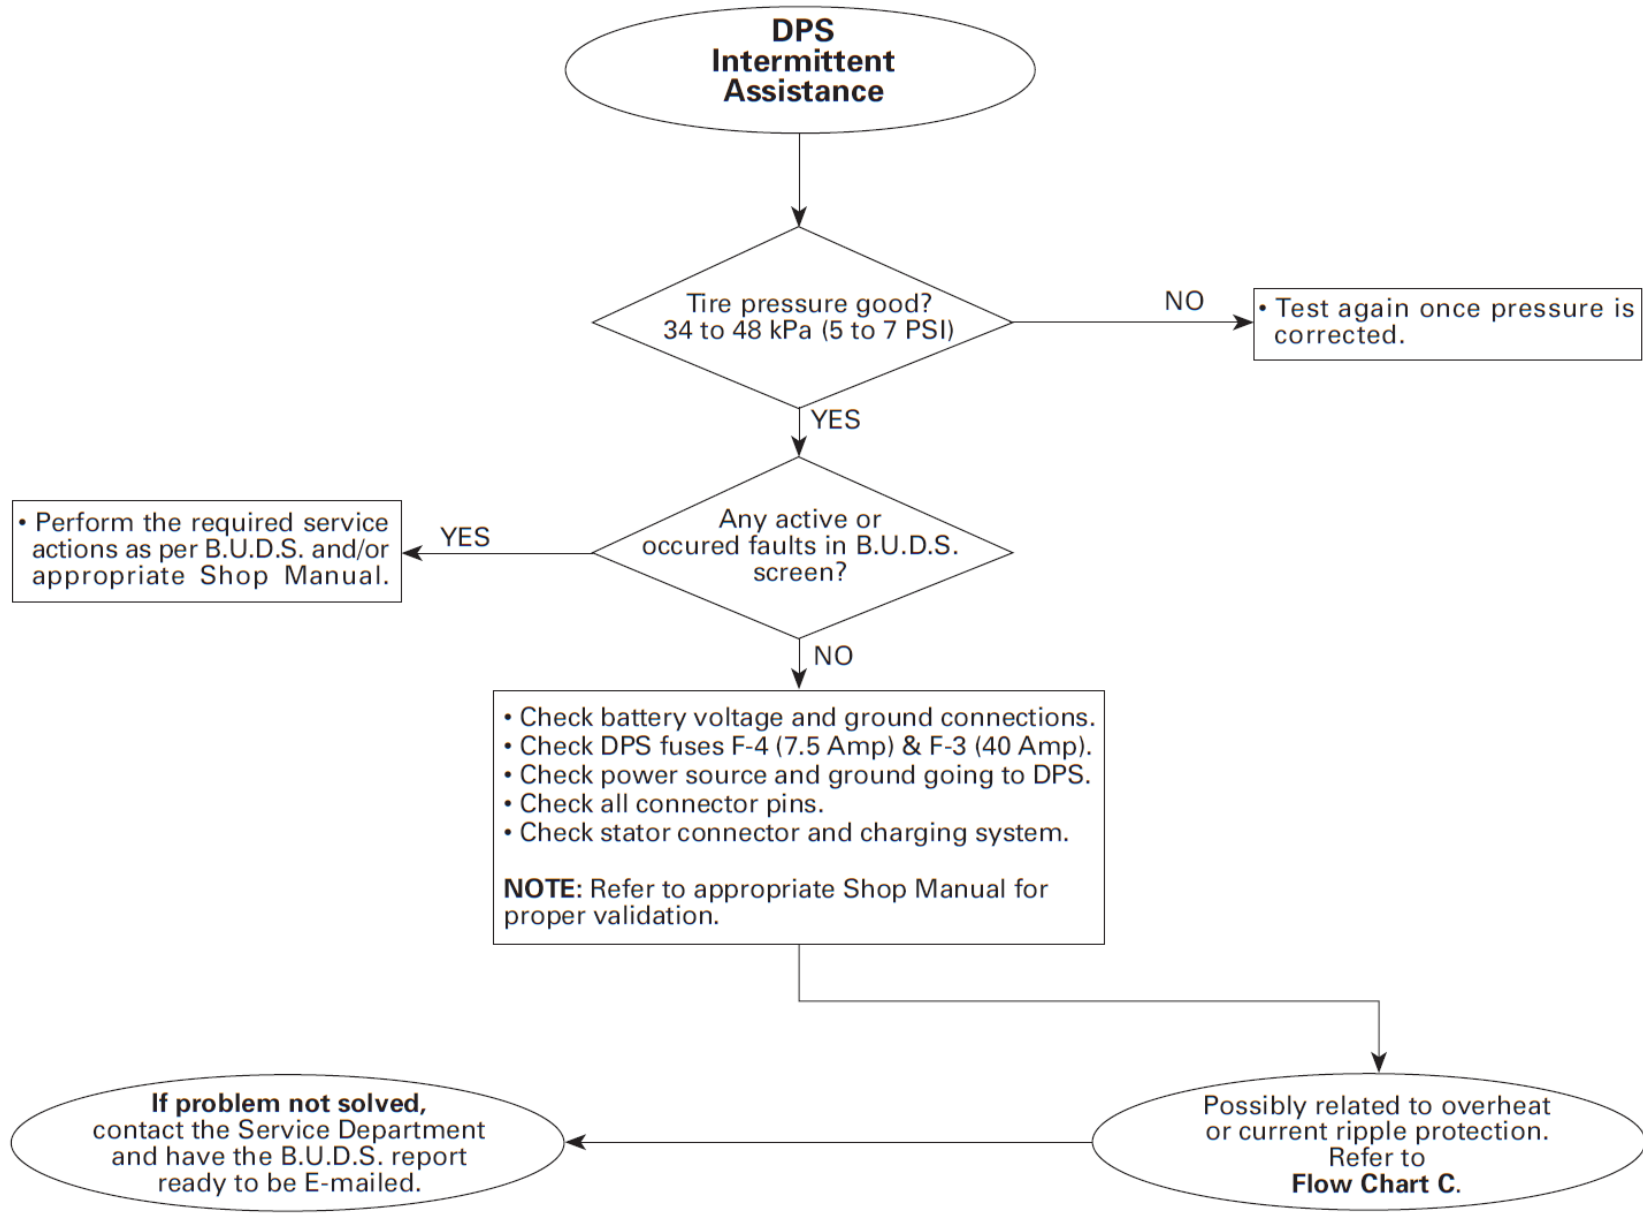 DPS
Intermittent
Assistance
Tire pressure good?
34 to 48 kPa (5 to 7 PSI)
NO
• Test again once pressure is
corrected.
YES
Any active or
occured faults in B.U.D.S.
screen?
YES
• Perform the required service
actions as per B.U.D.S. and/or
appropriate Shop Manual.
NO
• Check battery voltage and ground connections.
• Check DPS fuses F-4 (7.5 Amp) & F-3 (40 Amp).
• Check power source and ground going to DPS.
• Check all connector pins.
• Check stator connector and charging system.
NOTE: Refer to appropriate Shop Manual for
proper validation.
Possibly related to overheat
or current ripple protection.
Refer to
Flow Chart C.
If problem not solved,
contact the Service Department
and have the B.U.D.S. report
ready to be E-mailed.